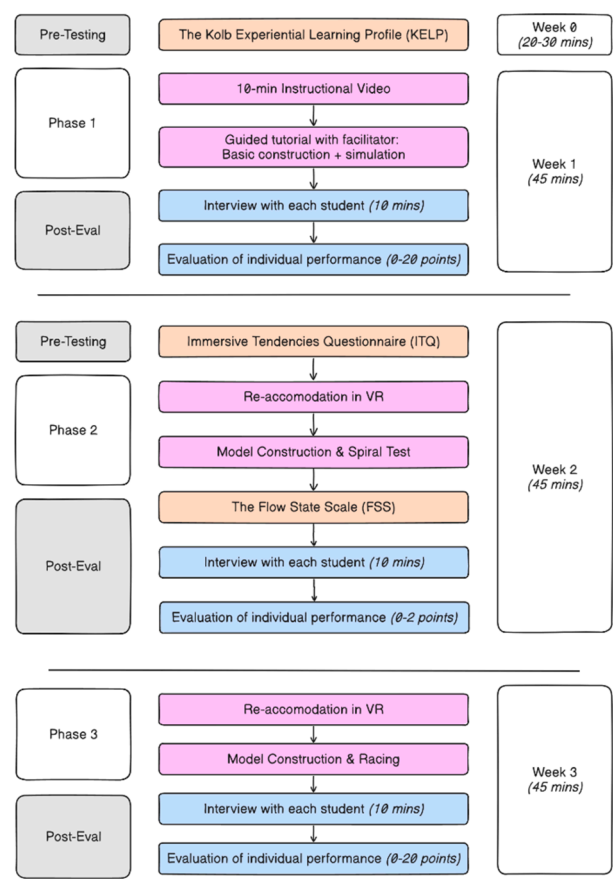 Pre-Testing
The Kolb Experiential Learning Profile (KELP)
Week 0
(20-30 mins)
Phase 1
10-min Instructional Video
Guided tutorial with facilitator:
Basic construction + simulation
Week 1
(45 mins)
Post-Eval
Interview with each student (10 mins)
Evaluation of individual performance (0-20 points)
Pre-Testing
Immersive Tendencies Questionnaire (ITQ)
Phase 2
Re-accomodation in VR
Model Construction & Spiral Test
Week 2
(45 mins)
Post-Eval
The Flow State Scale (FSS)
Interview with each student (10 mins)
Evaluation of individual performance (0-2 points)
Phase 3
Re-accomodation in VR
Model Construction & Racing
Week 3
(45 mins)
Post-Eval
Interview with each student (10 mins)
Evaluation of individual performance (0-20 points)